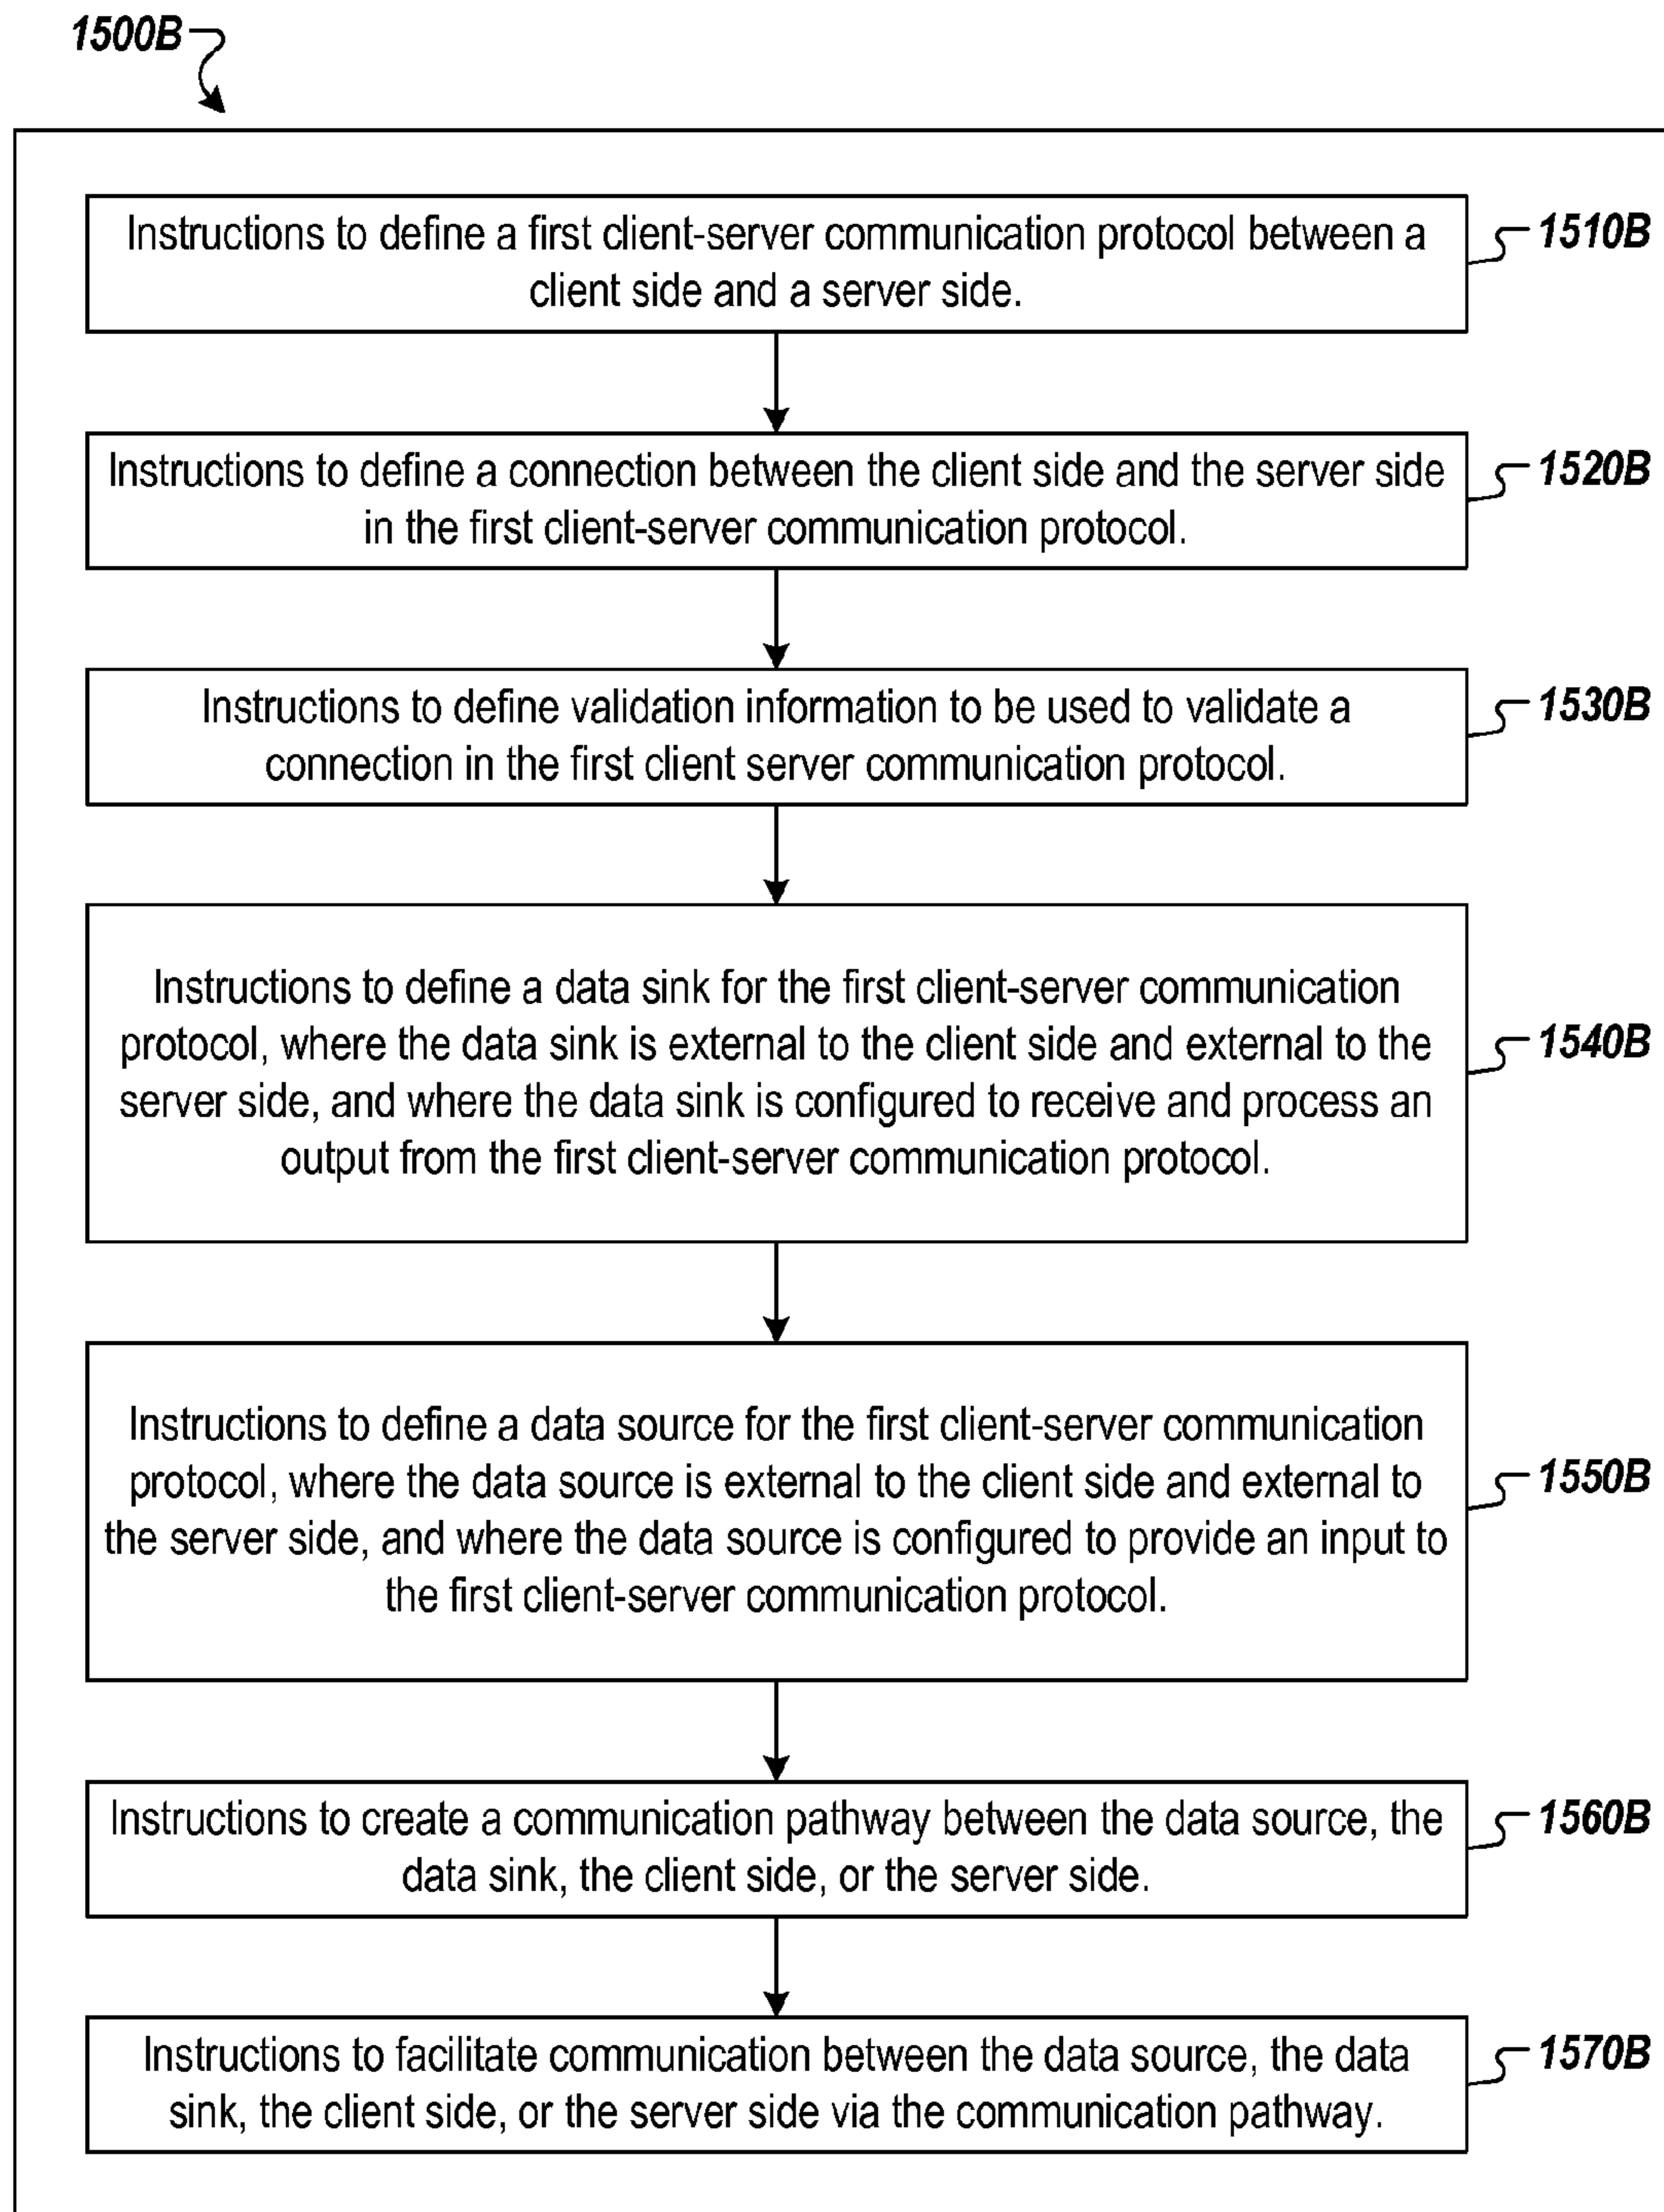 1500B
Instructions to define a first client-server communication protocol between a
client side and a server side.
1510B
Instructions to define a connection between the client side and the server side
in the first client-server communication protocol.
1520B
Instructions to define validation information to be used to validate a
connection in the first client server communication protocol.
1530B
Instructions to define a data sink for the first client-server communication
protocol, where the data sink is external to the client side and external to the
server side, and where the data sink is configured to receive and process an
output from the first client-server communication protocol.
1540B
Instructions to define a data source for the first client-server communication
protocol, where the data source is external to the client side and external to
the server side, and where the data source is configured to provide an input to
the first client-server communication protocol.
1550B
Instructions to create a communication pathway between the data source, the
data sink, the client side, or the server side.
1560B
Instructions to facilitate communication between the data source, the data
sink, the client side, or the server side via the communication pathway.
1570B